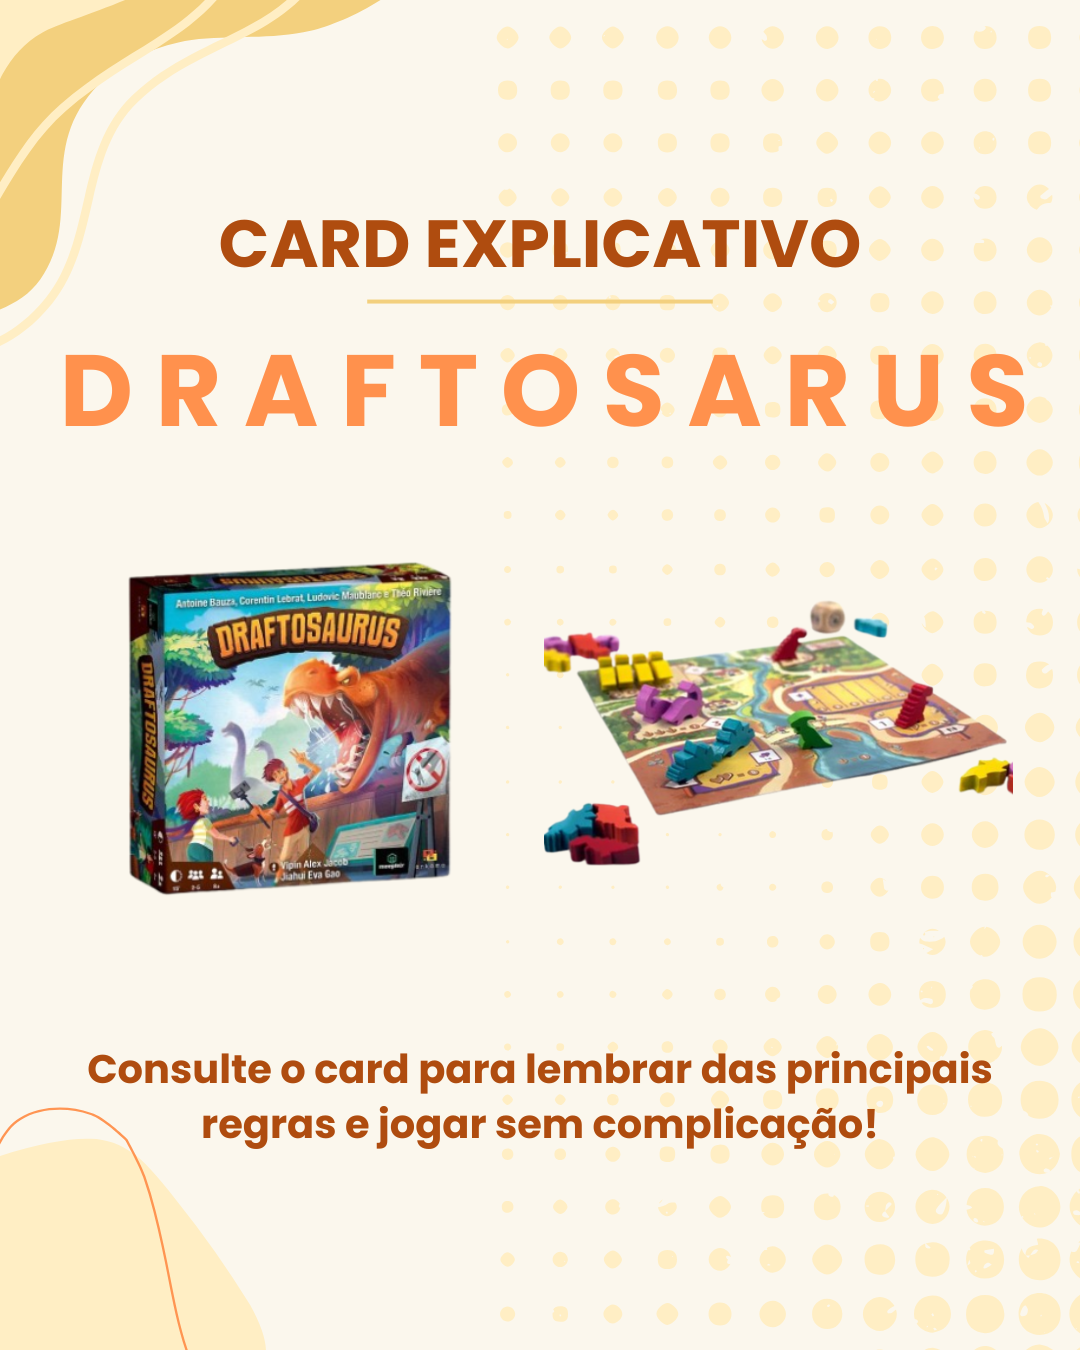 CARD EXPLICATIVO
DRAFTOSARUS
Antoine Bauza, Corentin Lebrat, Ludovic Maublanc e Théo Rivière
DRAFTOSAURUS
DRAFTOSAURUS
Vipin Alex Jacob
Jiahui Eva Gao
Consulte o card para lembrar das principais
regras e jogar sem complicação!